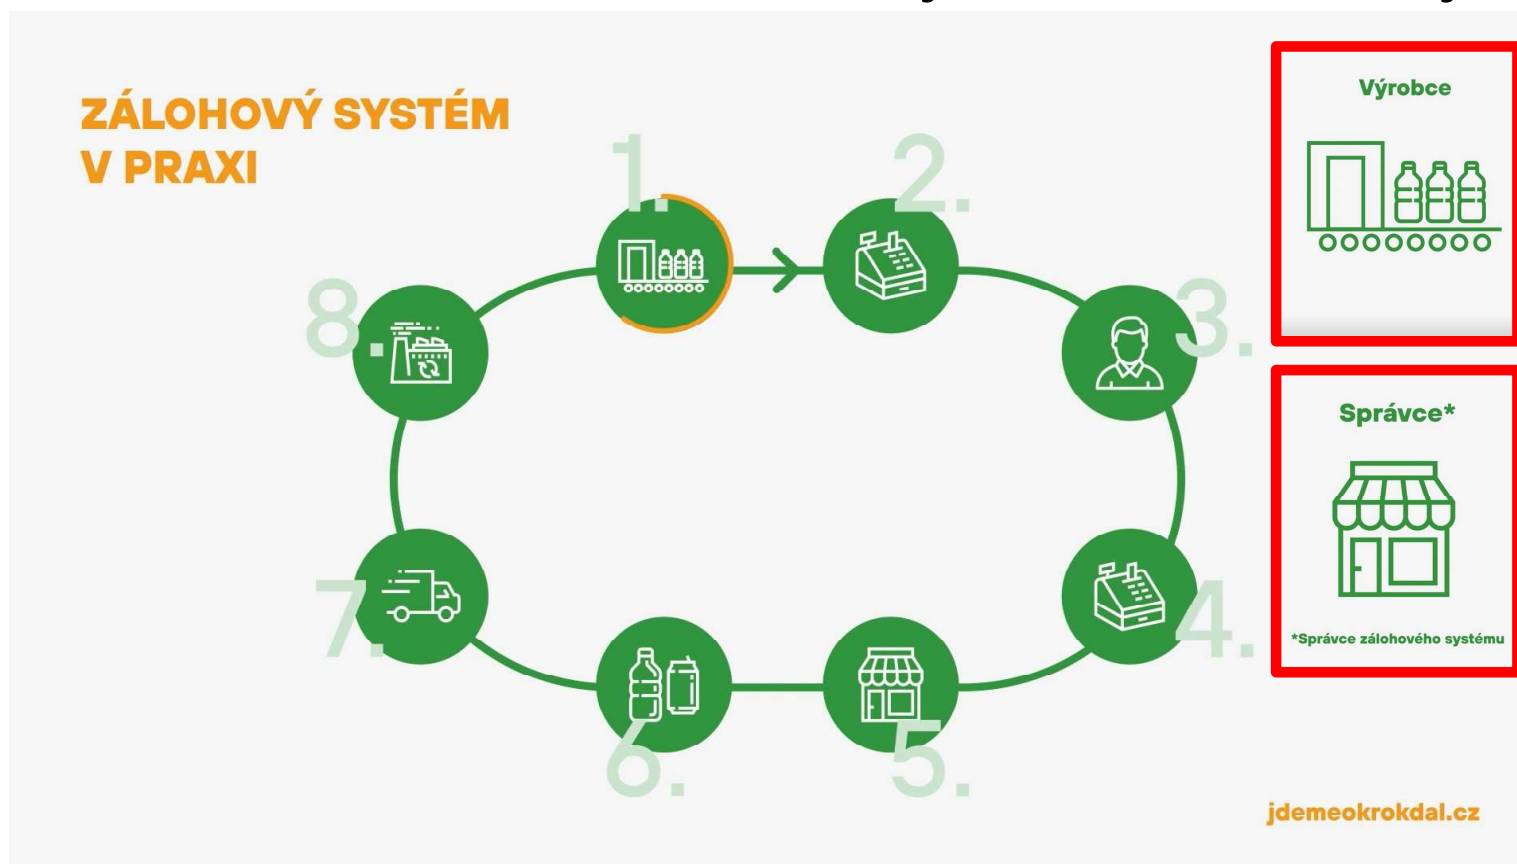 ZÁLOHOVÝ SYSTÉM
V PRAXI
1.
2.
3.
4.
5.
6.
7.
8.
Výrobce
Správce*
*Správce zálohového systému
jdemeokrokdal.cz